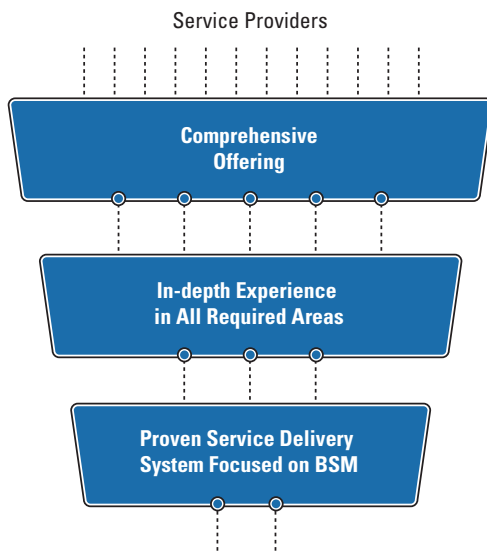 Service Providers
Comprehensive
Offering
In-depth Experience
in All Required Areas
Proven Service Delivery
System Focused on BSM